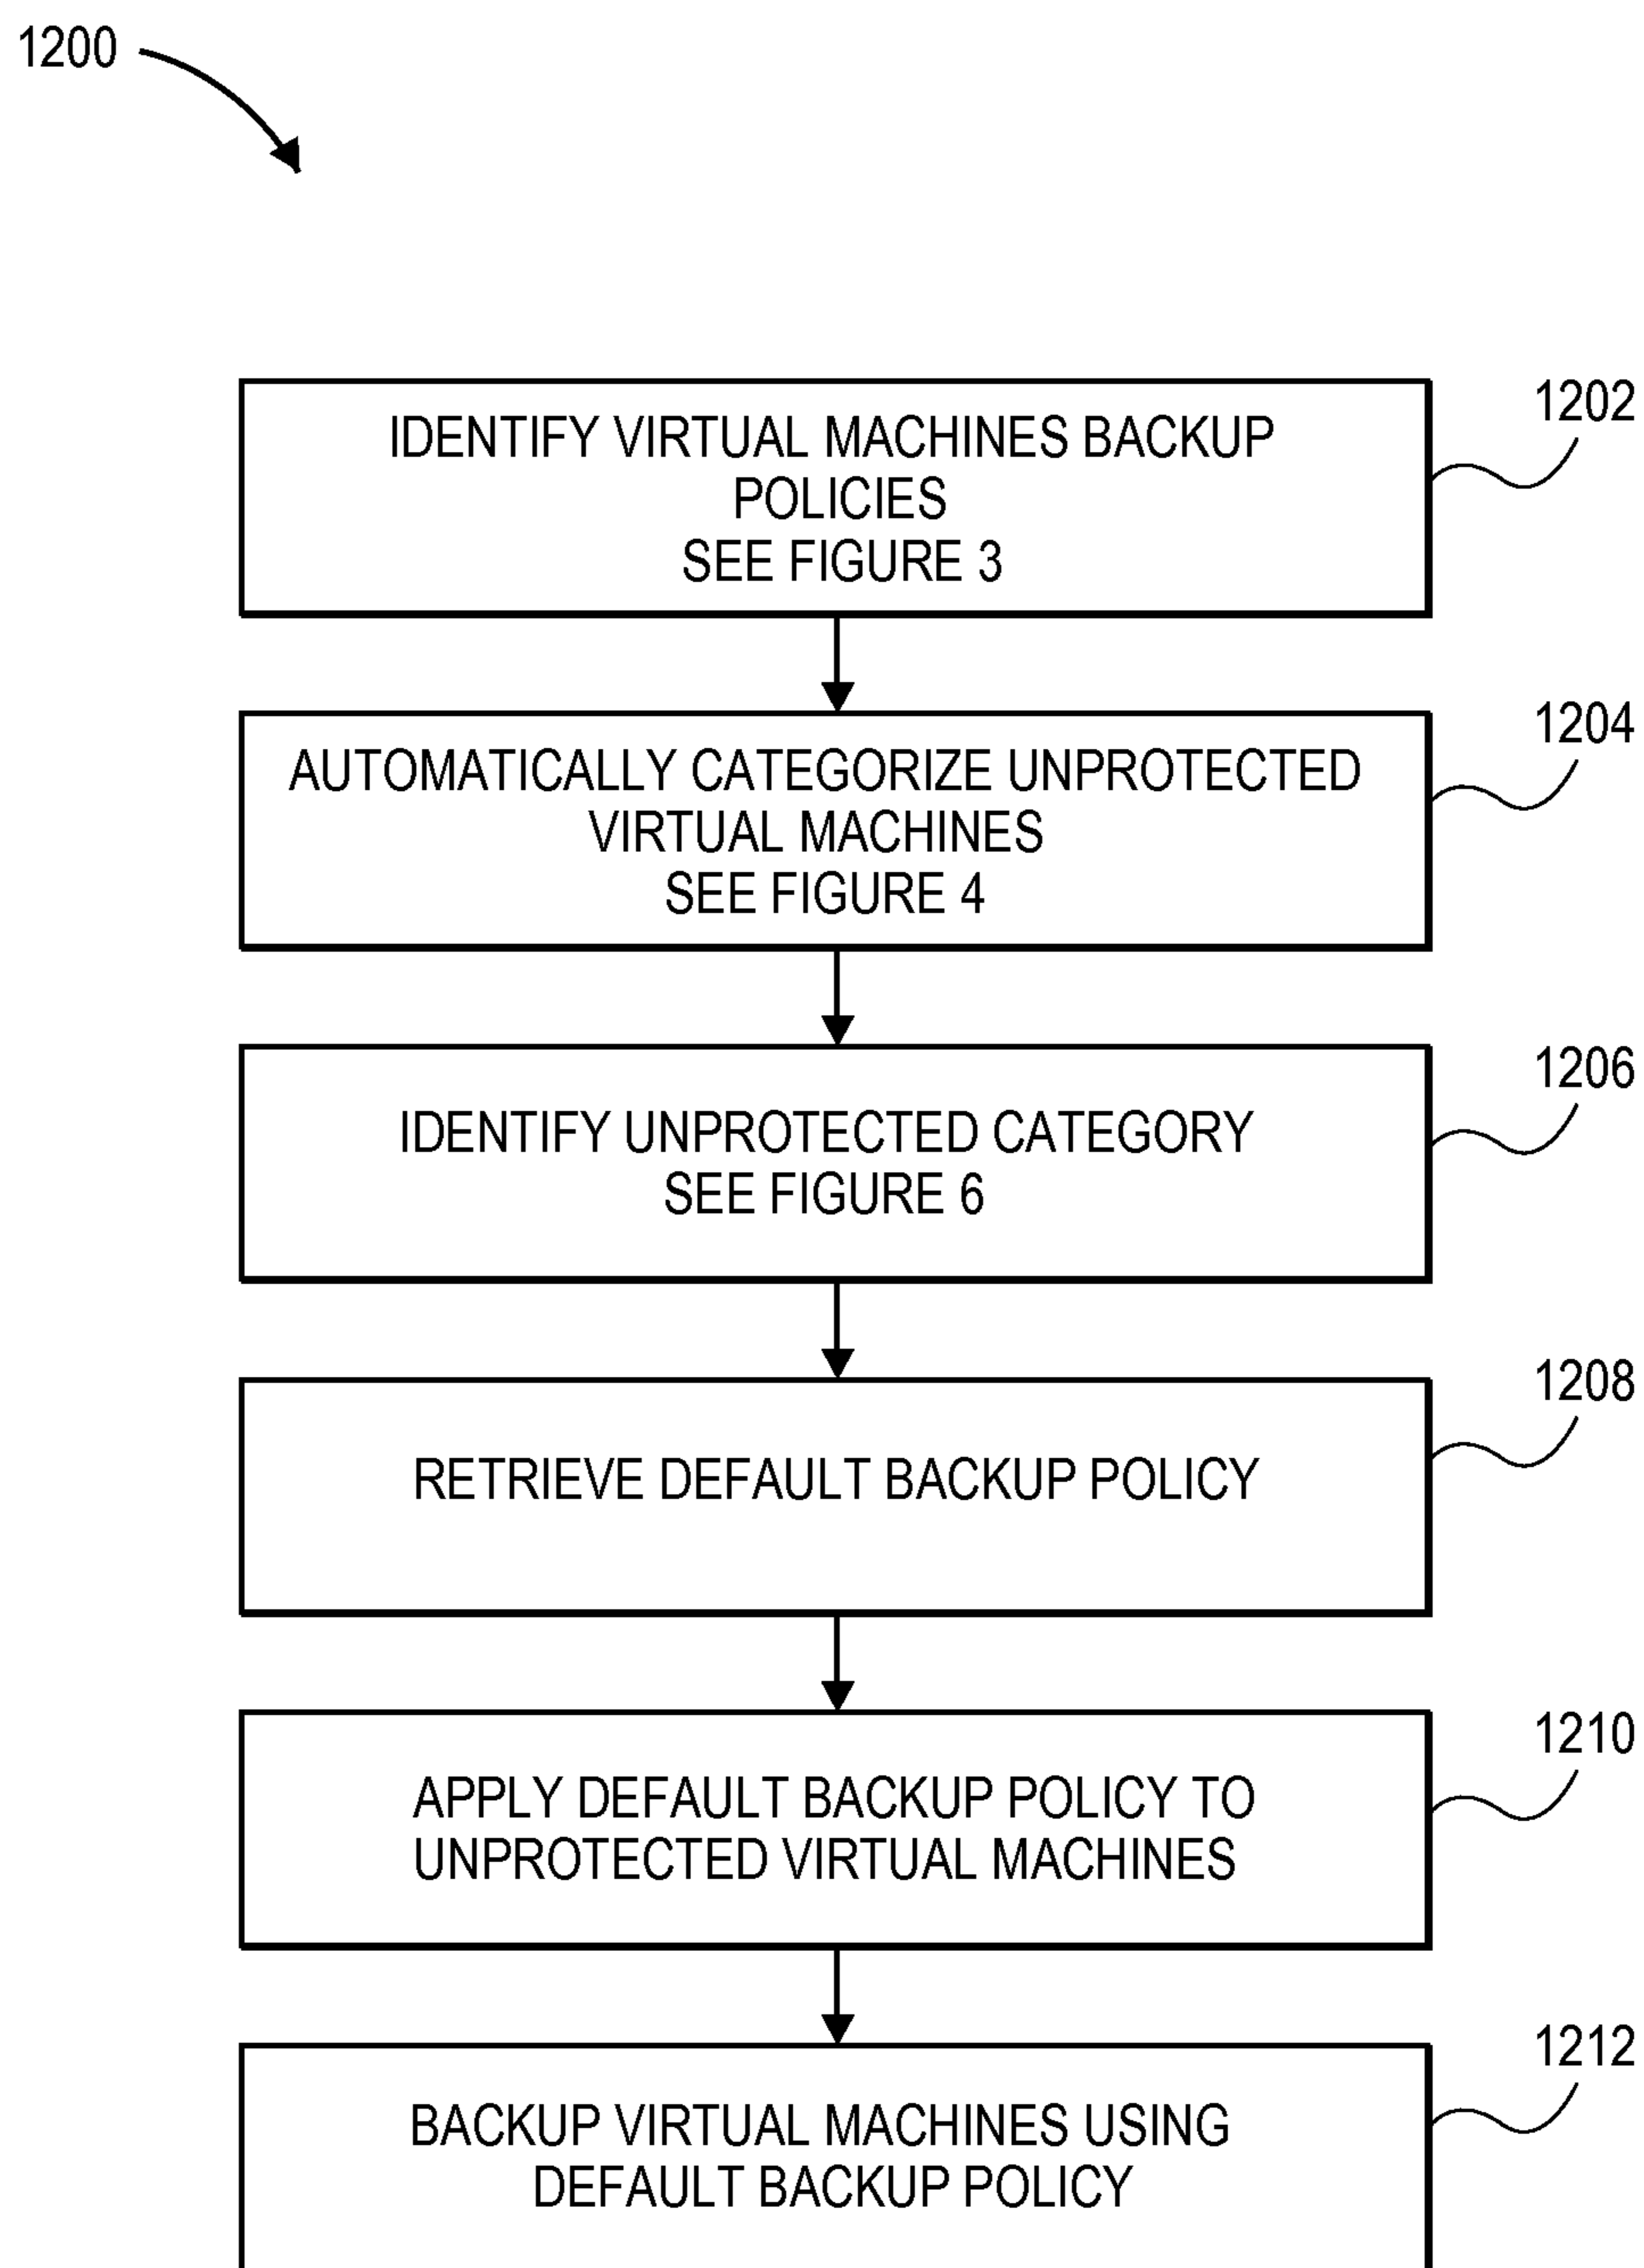 1200
IDENTIFY VIRTUAL MACHINES BACKUP
POLICIES
SEE FIGURE 3
1202
AUTOMATICALLY CATEGORIZE UNPROTECTED
VIRTUAL MACHINES
SEE FIGURE 4
1204
IDENTIFY UNPROTECTED CATEGORY
SEE FIGURE 6
1206
RETRIEVE DEFAULT BACKUP POLICY
1208
APPLY DEFAULT BACKUP POLICY TO
UNPROTECTED VIRTUAL MACHINES
1210
BACKUP VIRTUAL MACHINES USING
DEFAULT BACKUP POLICY
1212